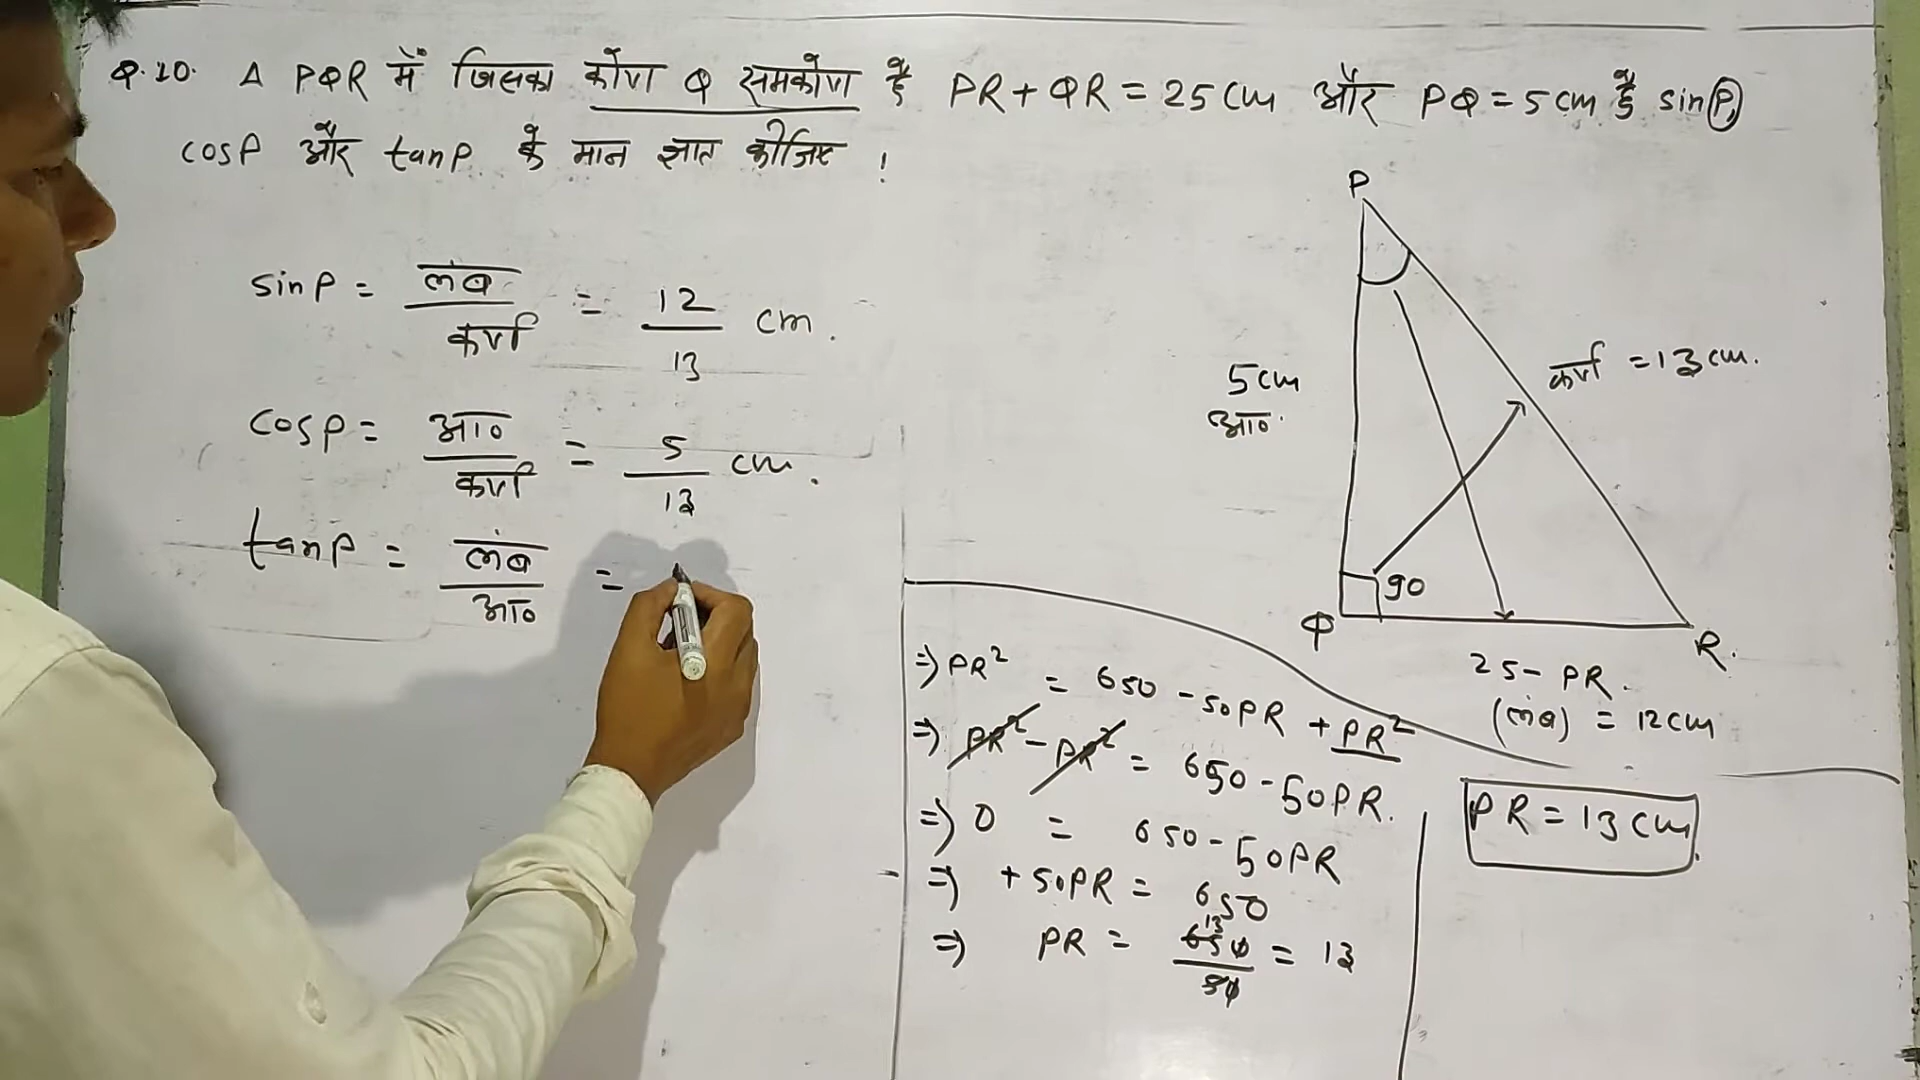 Q.10. Δ PQR में जिसका कोण Q समकोण है PR + QR = 25 cm और PQ = 5 cm है sin P,
cos P और tan P के मान ज्ञात कीजिए !
sin P = लंब / कर्ण = 12 / 13 cm.
cos P = आ० / कर्ण = 5 / 13 cm.
tan P = लंब / आ० =
P
5 cm
आ०
कर्ण = 13 cm.
90
Q
R.
25 - PR.
(लंब) = 12 cm
=> PR² = 650 - 50PR + PR²
=> PR² - PR² = 650 - 50PR.
=> 0 = 650 - 50PR
=> + 50PR = 650
=> PR = 650 / 50 = 13
13
PR = 13 cm.